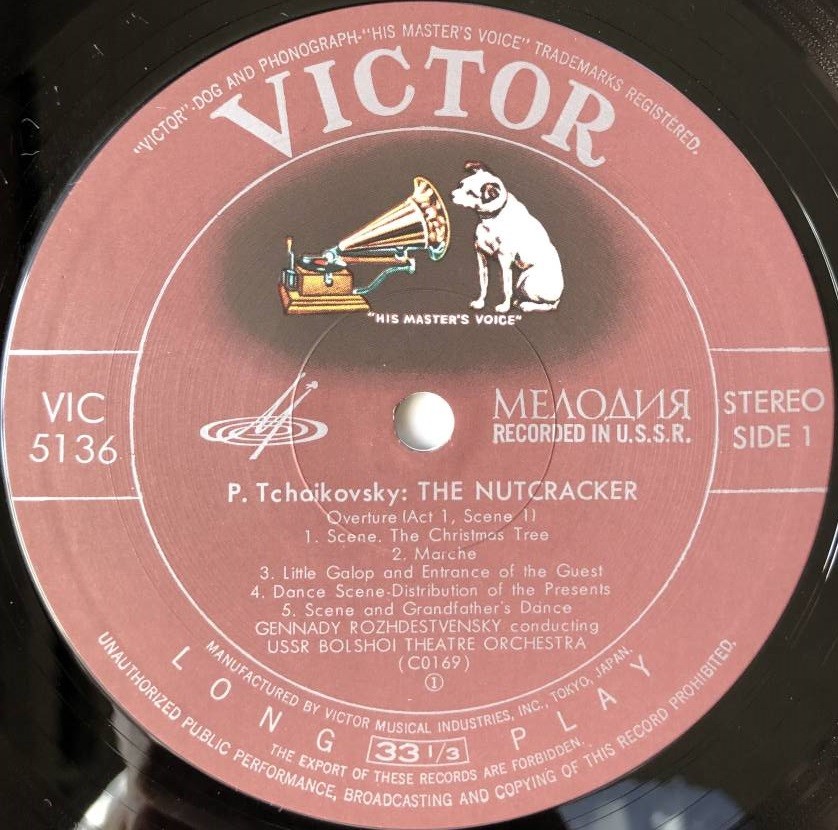 "VICTOR"-DOG AND PHONOGRAPH-"HIS MASTER'S VOICE" TRADEMARKS REGISTERED.
VICTOR
"HIS MASTER'S VOICE"
VIC
5136
МЕЛОДИЯ
RECORDED IN U.S.S.R.
STEREO
SIDE 1
P. Tchaikovsky: THE NUTCRACKER
Overture (Act 1, Scene 1)
1. Scene. The Christmas Tree
2. Marche
3. Little Galop and Entrance of the Guest
4. Dance Scene-Distribution of the Presents
5. Scene and Grandfather's Dance
GENNADY ROZHDESTVENSKY conducting
USSR BOLSHOI THEATRE ORCHESTRA
(C0169)
Ⓘ
MANUFACTURED BY VICTOR MUSICAL INDUSTRIES, INC., TOKYO, JAPAN.
LONG 33 1/3 PLAY
THE EXPORT OF THESE RECORDS ARE FORBIDDEN.
UNAUTHORIZED PUBLIC PERFORMANCE, BROADCASTING AND COPYING OF THIS RECORD PROHIBITED.